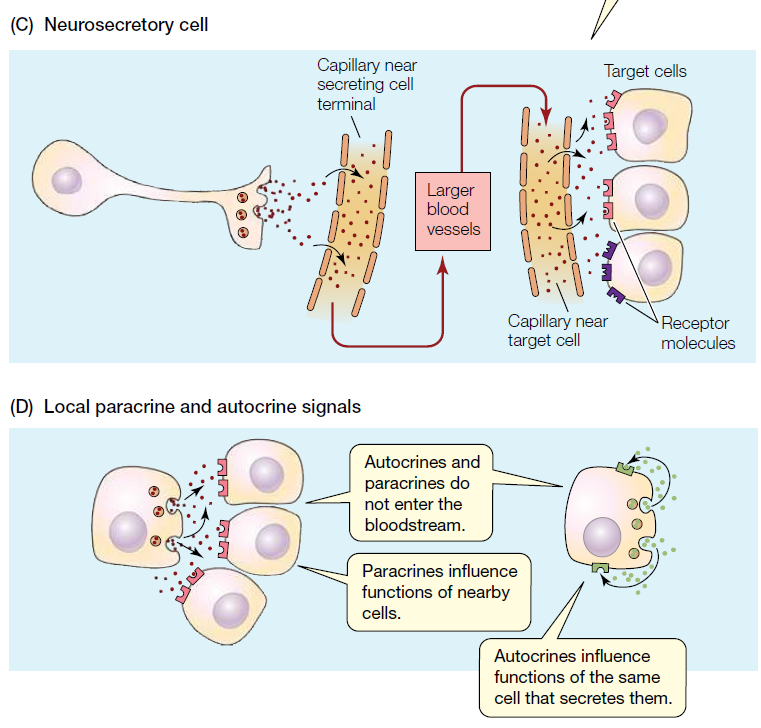 (C) Neurosecretory cell
Capillary near
secreting cell
terminal
Target cells
Larger
blood
vessels
Capillary near
target cell
Receptor
molecules
(D) Local paracrine and autocrine signals
Autocrines and
paracrines do
not enter the
bloodstream.
Paracrines influence
functions of nearby
cells.
Autocrines influence
functions of the same
cell that secretes them.